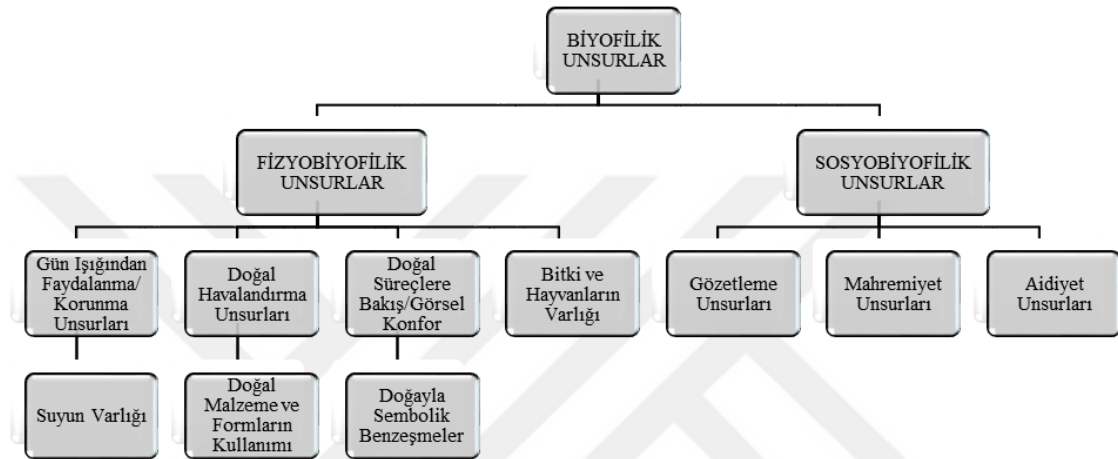 BİYOFİLİK
UNSURLAR
FİZYOBİYOFİLİK
UNSURLAR
SOSYOBİYOFİLİK
UNSURLAR
Gün Işığından
Faydalanma/
Korunma
Unsurları
Doğal
Havalandırma
Unsurları
Doğal
Süreçlere
Bakış/Görsel
Konfor
Bitki ve
Hayvanların
Varlığı
Gözetleme
Unsurları
Mahremiyet
Unsurları
Aidiyet
Unsurları
Suyun Varlığı
Doğal
Malzeme ve
Formların
Kullanımı
Doğayla
Sembolik
Benzeşmeler